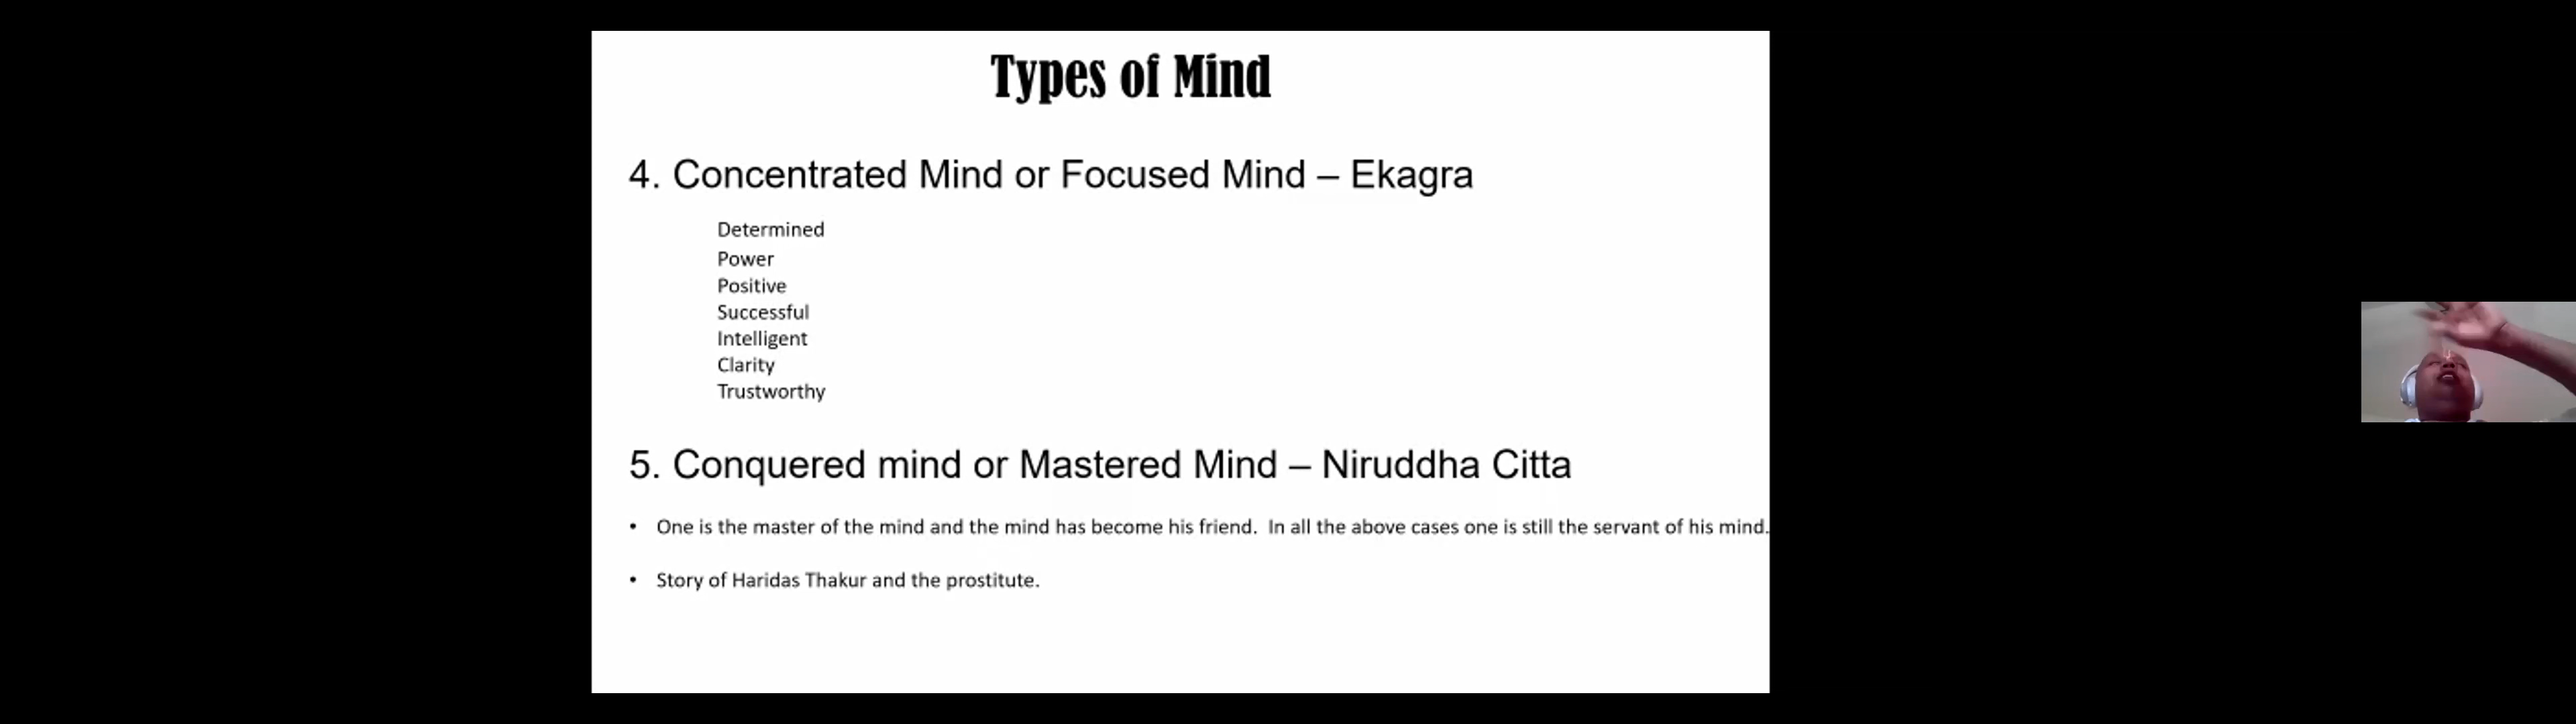 Types of Mind
4. Concentrated Mind or Focused Mind – Ekagra
Determined
Power
Positive
Successful
Intelligent
Clarity
Trustworthy
5. Conquered mind or Mastered Mind – Niruddha Citta
• One is the master of the mind and the mind has become his friend.  In all the above cases one is still the servant of his mind.
• Story of Haridas Thakur and the prostitute.